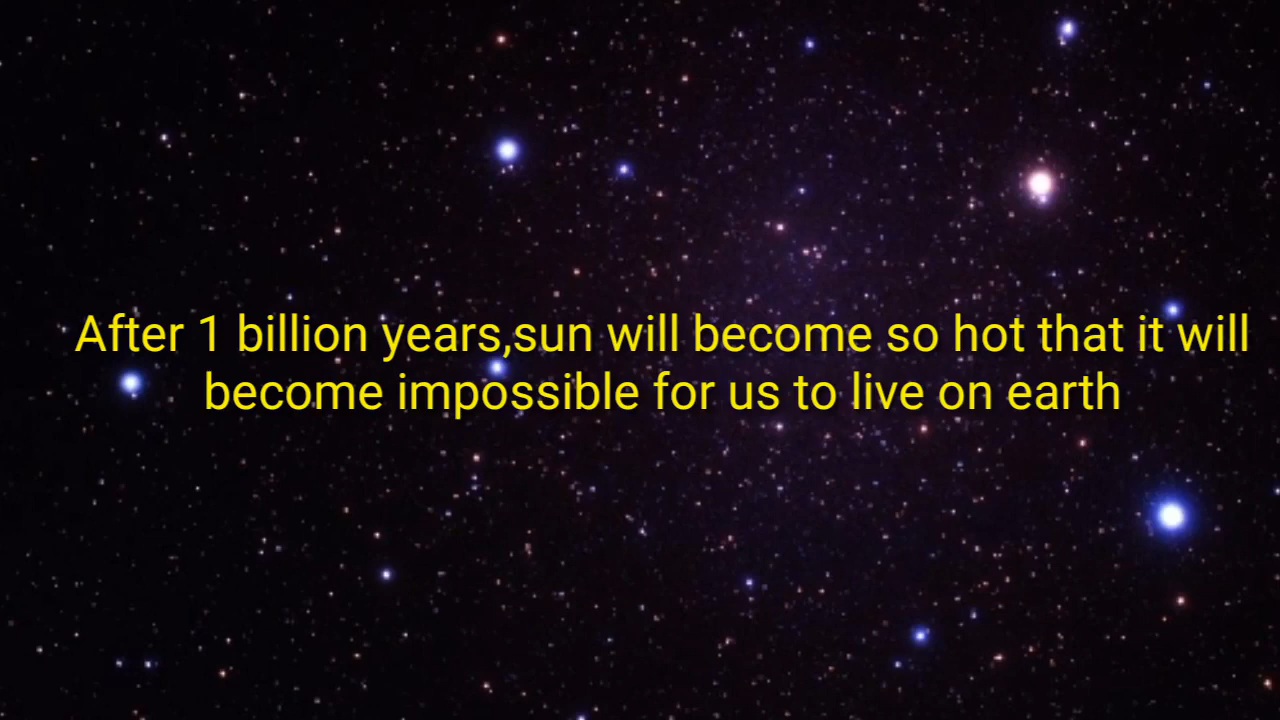 After 1 billion years,sun will become so hot that it will
become impossible for us to live on earth